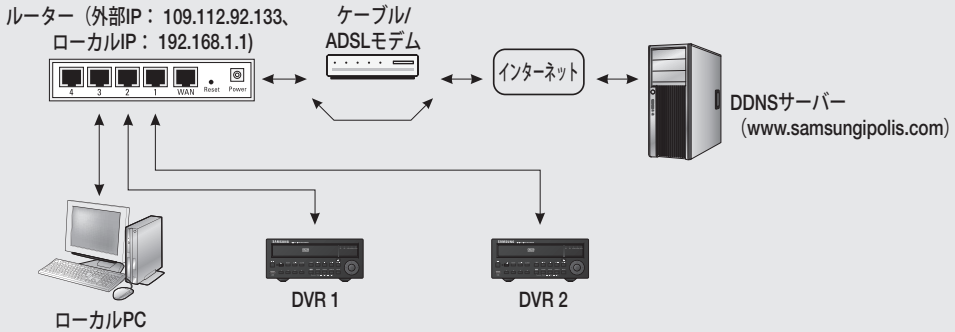 ルーター（外部IP： 109.112.92.133、
ローカルIP： 192.168.1.1)
ケーブル/
ADSLモデム
インターネット
DDNSサーバー
（www.samsungipolis.com）
4 3 2 1 WAN Reset Power
SAMSUNG
SAMSUNG
DVR 1
DVR 2
ローカルPC